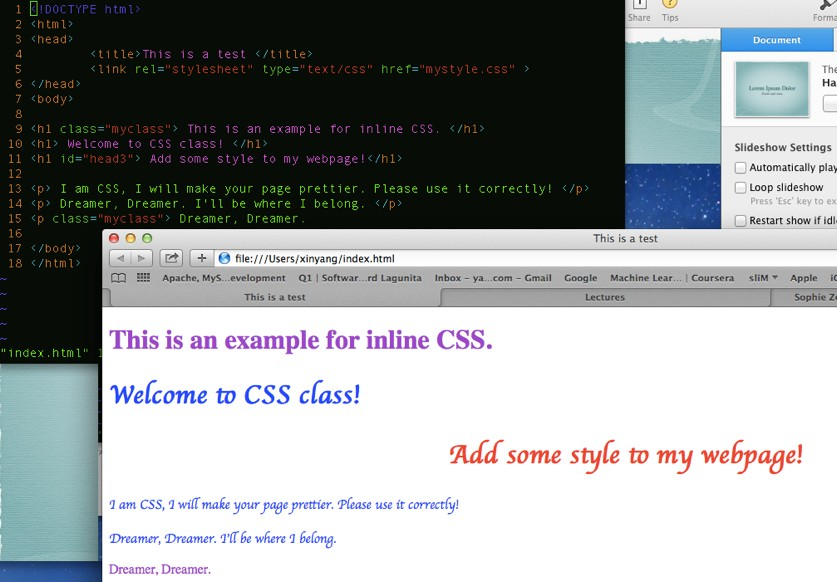 1 <!DOCTYPE html>
2 <html>
3 <head>
4 <title>This is a test </title>
5 <link rel="stylesheet" type="text/css" href="mystyle.css" >
6 </head>
7 <body>
8
9 <h1 class="myclass"> This is an example for inline CSS. </h1>
10 <h1> Welcome to CSS class! </h1>
11 <h1 id="head3"> Add some style to my webpage!</h1>
12
13 <p> I am CSS, I will make your page prettier. Please use it correctly! </p>
14 <p> Dreamer, Dreamer. I'll be where I belong. </p>
15 <p class="myclass"> Dreamer, Dreamer.
16
17 </body>
18 </html>
~
~
~
~
~
"index.html"
Share Tips
Document
Lorem Ipsum Dolor
Slideshow Settings
Automatically play
Loop slideshow
Press 'Esc' key to
Restart show if
This is a test
file:///Users/xinyang/index.html
Apache, MyS...evelopment Q1 | Softwar...rd Lagunita Inbox - ya...com - Gmail Google Machine Lear... | Coursera sliM Apple
This is a test Lectures Sophie
This is an example for inline CSS.
Welcome to CSS class!
Add some style to my webpage!
I am CSS, I will make your page prettier. Please use it correctly!
Dreamer, Dreamer. I'll be where I belong.
Dreamer, Dreamer.